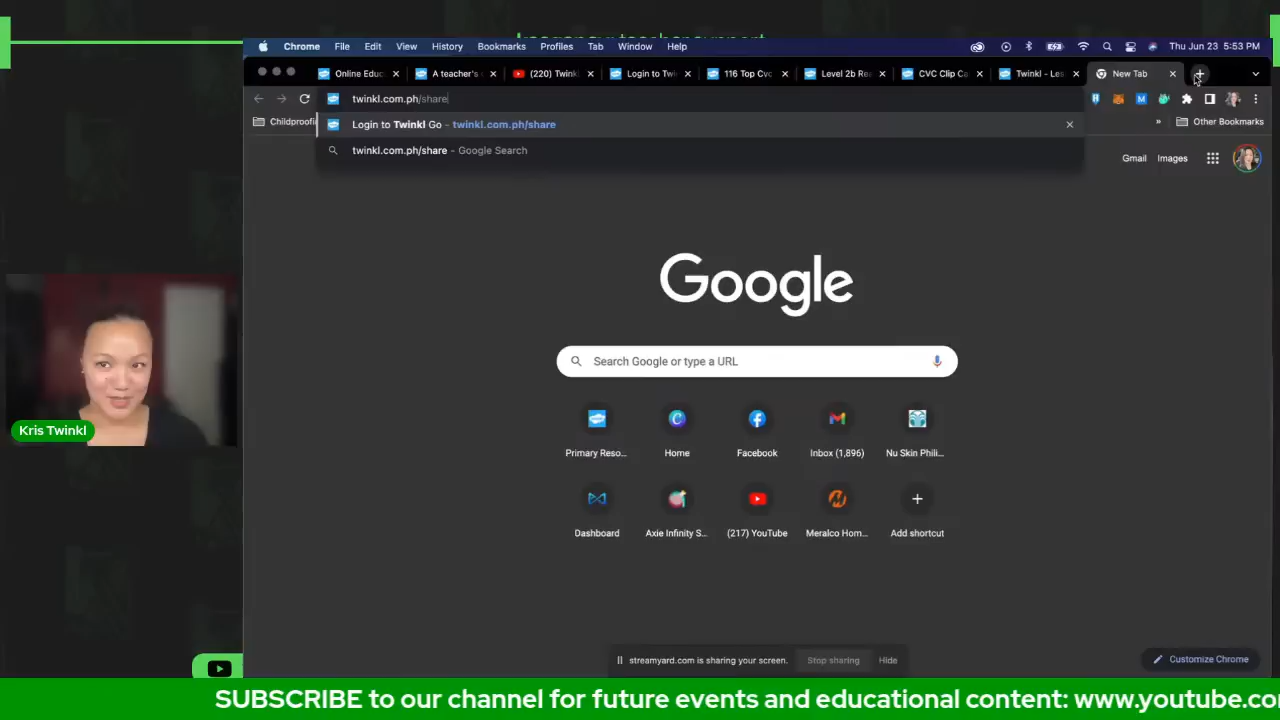 Chrome File Edit View History Bookmarks Profiles Tab Window Help Thu Jun 23 5:53 PM
Online Educ A teacher's c (220) Twink Login to Twi 116 Top Cvc Level 2b Re CVC Clip Ca Twinkl - Les New Tab
twinkl.com.ph/share
Childproofi Login to Twinkl Go - twinkl.com.ph/share » Other Bookmarks
twinkl.com.ph/share - Google Search
Gmail Images
Google
Search Google or type a URL
Primary Reso... Home Facebook Inbox (1,896) Nu Skin Phili...
Dashboard Axie Infinity S... (217) YouTube Meralco Hom... Add shortcut
Kris Twinkl
streamyard.com is sharing your screen. Stop sharing Hide
Customize Chrome
SUBSCRIBE to our channel for future events and educational content: www.youtube.co